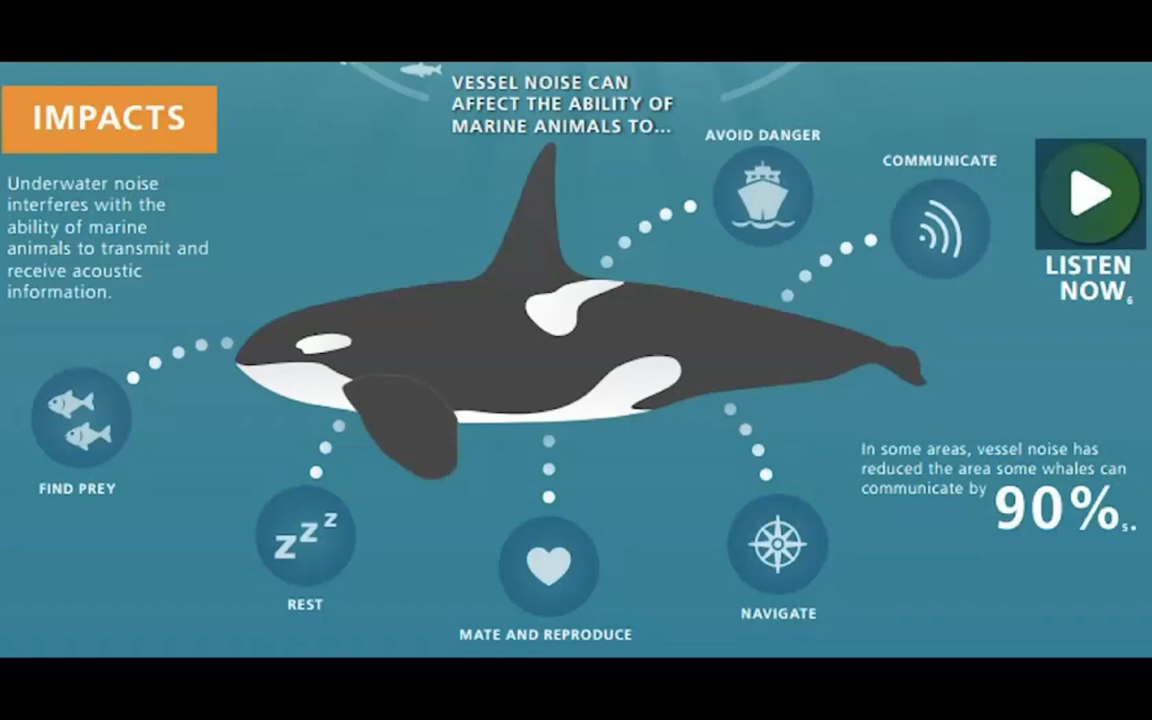 VESSEL NOISE CAN
AFFECT THE ABILITY OF
MARINE ANIMALS TO...
IMPACTS
Underwater noise
interferes with the
ability of marine
animals to transmit and
receive acoustic
information.
AVOID DANGER
COMMUNICATE
LISTEN
NOW6
FIND PREY
z z z
REST
MATE AND REPRODUCE
NAVIGATE
In some areas, vessel noise has
reduced the area some whales can
communicate by 90%5.